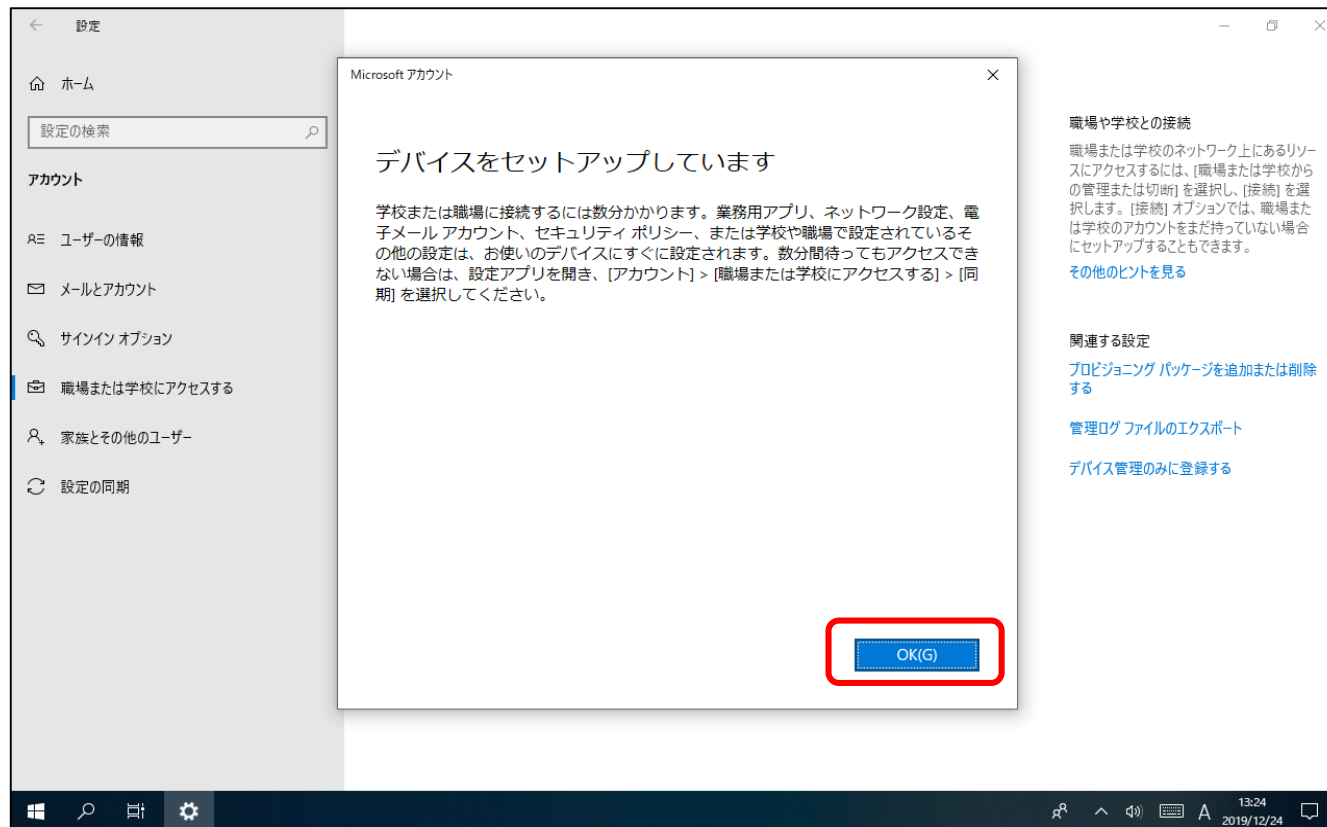 設定
ホーム
設定の検索
アカウント
ユーザーの情報
メールとアカウント
サインイン オプション
職場または学校にアクセスする
家族とその他のユーザー
設定の同期
Microsoft アカウント
デバイスをセットアップしています
学校または職場に接続するには数分かかります。業務用アプリ、ネットワーク設定、電
子メール アカウント、セキュリティ ポリシー、または学校や職場で設定されているそ
の他の設定は、お使いのデバイスにすぐに設定されます。数分間待ってもアクセスでき
ない場合は、設定アプリを開き、[アカウント] > [職場または学校にアクセスする] > [同
期] を選択してください。
OK(G)
職場や学校との接続
職場または学校のネットワーク上にあるリソー
スにアクセスするには、[職場または学校から
の管理または切断] を選択し、[接続] を選
択します。[接続] オプションでは、職場また
は学校のアカウントをまだ持っていない場合
にセットアップすることもできます。
その他のヒントを見る
関連する設定
プロビジョニング パッケージを追加または削除
する
管理ログ ファイルのエクスポート
デバイス管理のみに登録する
A
13:24
2019/12/24